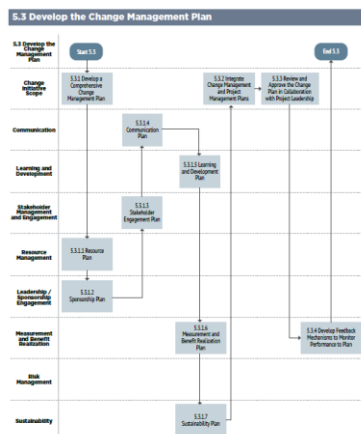 5.3 Develop the Change Management Plan
5.3 Develop the
Change
Management
Plan
Start 5.3
End 5.3
Change
Initiative
Scope
5.3.1 Develop a
Comprehensive
Change
Management Plan
5.3.2 Integrate
Change Management
and Project
Management Plans
5.3.3 Review and
Approve the Change
Plan in Collaboration
with Project Leadership
Communication
5.3.1.4
Communication
Plan
Learning and
Development
5.3.1.5 Learning
and Development
Plan
Stakeholder
Management
and Engagement
5.3.1.3
Stakeholder
Engagement Plan
Resource
Management
5.3.1.1 Resource
Plan
Leadership /
Sponsorship
Engagement
5.3.1.2
Sponsorship Plan
Measurement
and Benefit
Realization
5.3.1.6
Measurement and
Benefit Realization
Plan
5.3.4 Develop Feedback
Mechanisms to Monitor
Performance to Plan
Risk
Management
Sustainability
5.3.1.7
Sustainability Plan